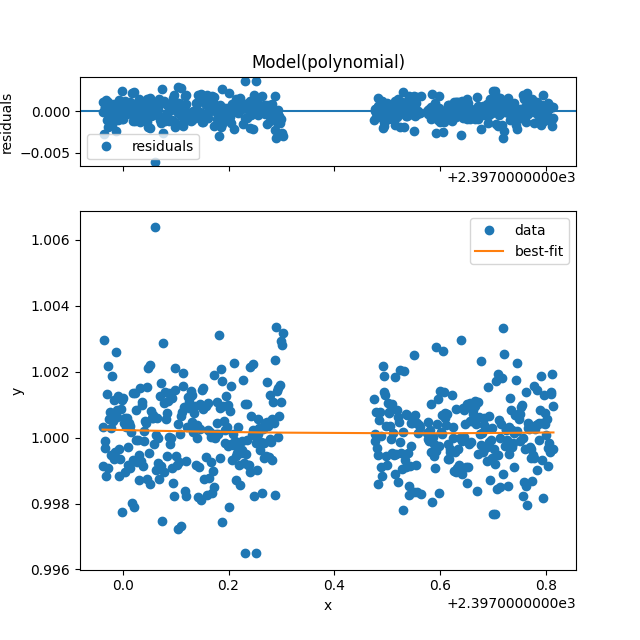 Model(polynomial)
residuals
0.000
−0.005
residuals
+2.3970000000e3
y
1.006
1.004
1.002
1.000
0.998
0.996
data
best-fit
0.0 0.2 0.4 0.6 0.8
x
+2.3970000000e3